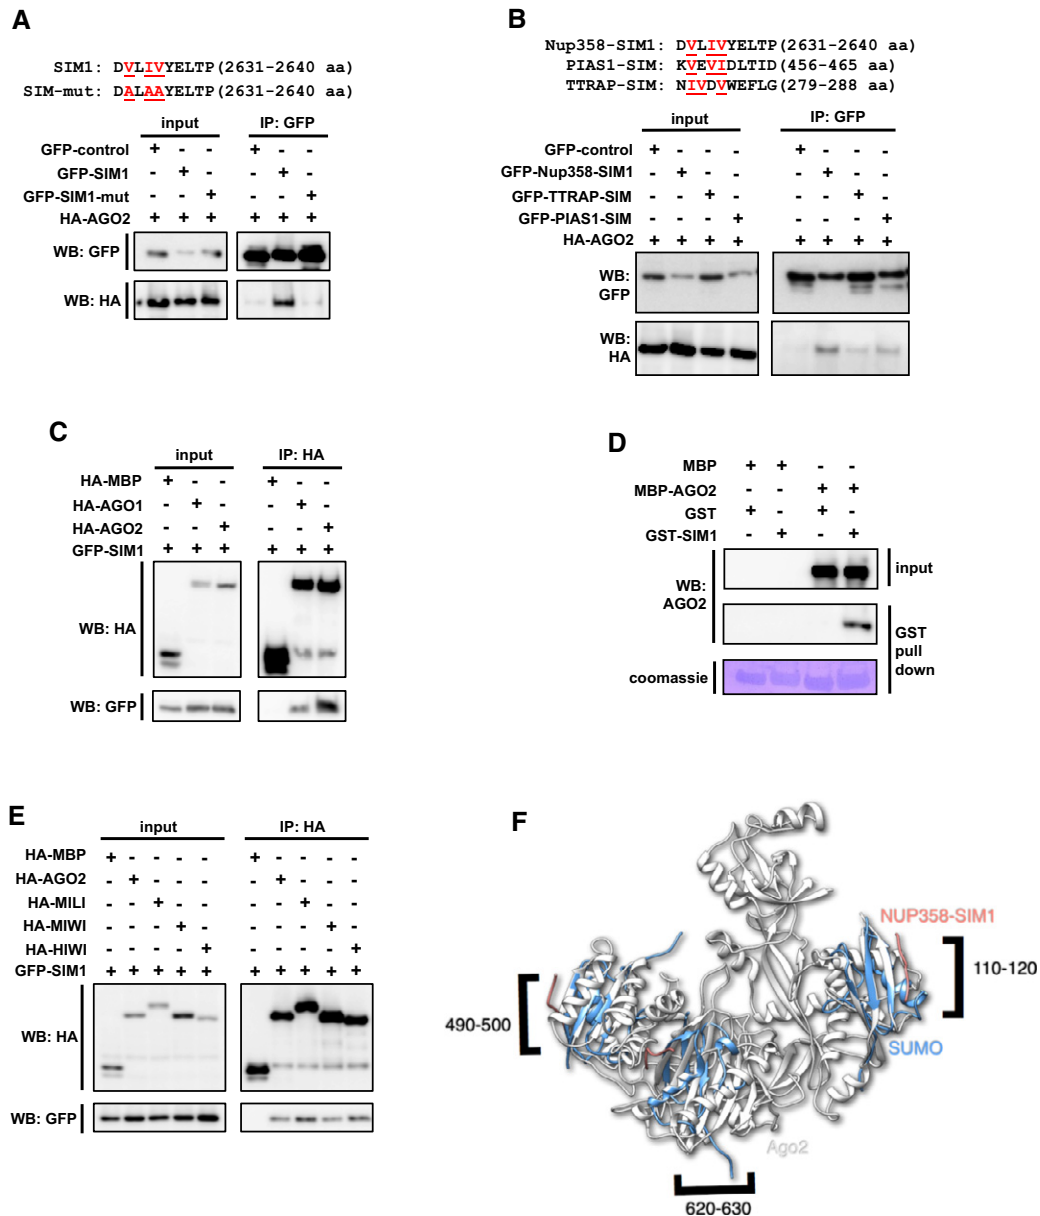 A
SIM1: DVLIVYELTP(2631-2640 aa)
SIM-mut: DALAAYELTP(2631-2640 aa)
input IP: GFP
GFP-control + - - + - -
GFP-SIM1 - + - - + -
GFP-SIM1-mut - - + - - +
HA-AGO2 + + + + + +
WB: GFP
WB: HA
B
Nup358-SIM1: DVLIVYELTP(2631-2640 aa)
PIAS1-SIM: KVEVIDLTID(456-465 aa)
TTRAP-SIM: NIVDVWEFLG(279-288 aa)
input IP: GFP
GFP-control + - - - + - - -
GFP-Nup358-SIM1 - + - - - + - -
GFP-TTRAP-SIM - - + - - - + -
GFP-PIAS1-SIM - - - + - - - +
HA-AGO2 + + + + + + + +
WB:
GFP
WB:
HA
C
input IP: HA
HA-MBP + - - + - -
HA-AGO1 - + - - + -
HA-AGO2 - - + - - +
GFP-SIM1 + + + + + +
WB: HA
WB: GFP
D
MBP + + - -
MBP-AGO2 - - + +
GST + - + -
GST-SIM1 - + - +
WB:
AGO2
input
GST
pull
down
coomassie
E
input IP: HA
HA-MBP + - - - - + - - - -
HA-AGO2 - + - - - - + - - -
HA-MILI - - + - - - - + - -
HA-MIWI - - - + - - - - + -
HA-HIWI - - - - + - - - - +
GFP-SIM1 + + + + + + + + + +
WB: HA
WB: GFP
F
NUP358-SIM1
110-120
490-500
SUMO
Ago2
620-630